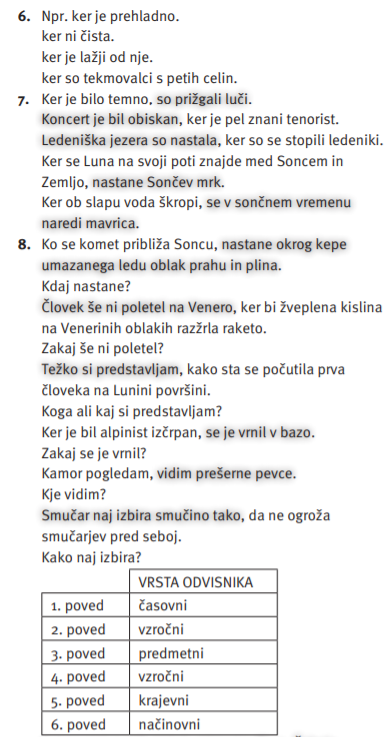 6. Npr. ker je prehladno.
ker ni čista.
ker je lažji od nje.
ker so tekmovalci s petih celin.
7. Ker je bilo temno, so prižgali luči.
Koncert je bil obiskan, ker je pel znani tenorist.
Ledeniška jezera so nastala, ker so se stopili ledeniki.
Ker se Luna na svoji poti znajde med Soncem in
Zemljo, nastane Sončev mrk.
Ker ob slapu voda škropi, se v sončnem vremenu
naredi mavrica.
8. Ko se komet približa Soncu, nastane okrog kepe
umazanega ledu oblak prahu in plina.
Kdaj nastane?
Človek še ni poletel na Venero, ker bi žveplena kislina
na Venerinih oblakih razžrla raketo.
Zakaj še ni poletel?
Težko si predstavljam, kako sta se počutila prva
človeka na Lunini površini.
Koga ali kaj si predstavljam?
Ker je bil alpinist izčrpan, se je vrnil v bazo.
Zakaj se je vrnil?
Kamor pogledam, vidim prešerne pevce.
Kje vidim?
Smučar naj izbira smučino tako, da ne ogroža
smučarjev pred seboj.
Kako naj izbira?
VRSTA ODVISNIKA
1. poved časovni
2. poved vzročni
3. poved predmetni
4. poved vzročni
5. poved krajevni
6. poved načinovni